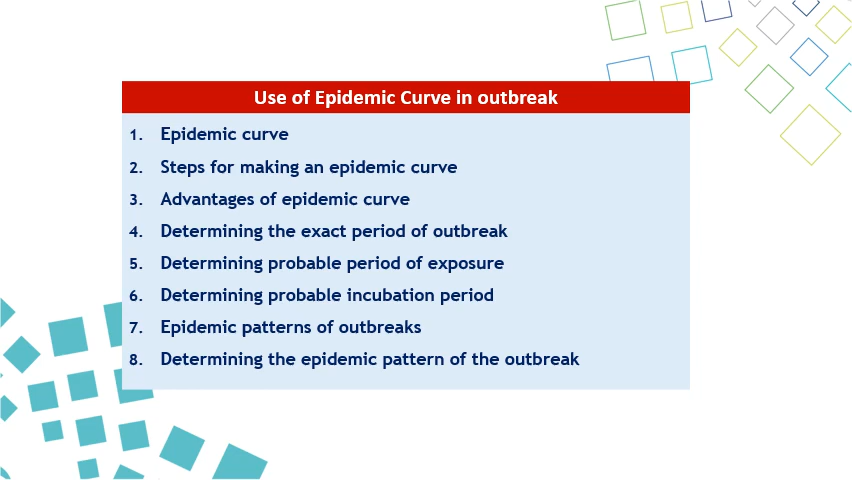 Use of Epidemic Curve in outbreak
1. Epidemic curve
2. Steps for making an epidemic curve
3. Advantages of epidemic curve
4. Determining the exact period of outbreak
5. Determining probable period of exposure
6. Determining probable incubation period
7. Epidemic patterns of outbreaks
8. Determining the epidemic pattern of the outbreak